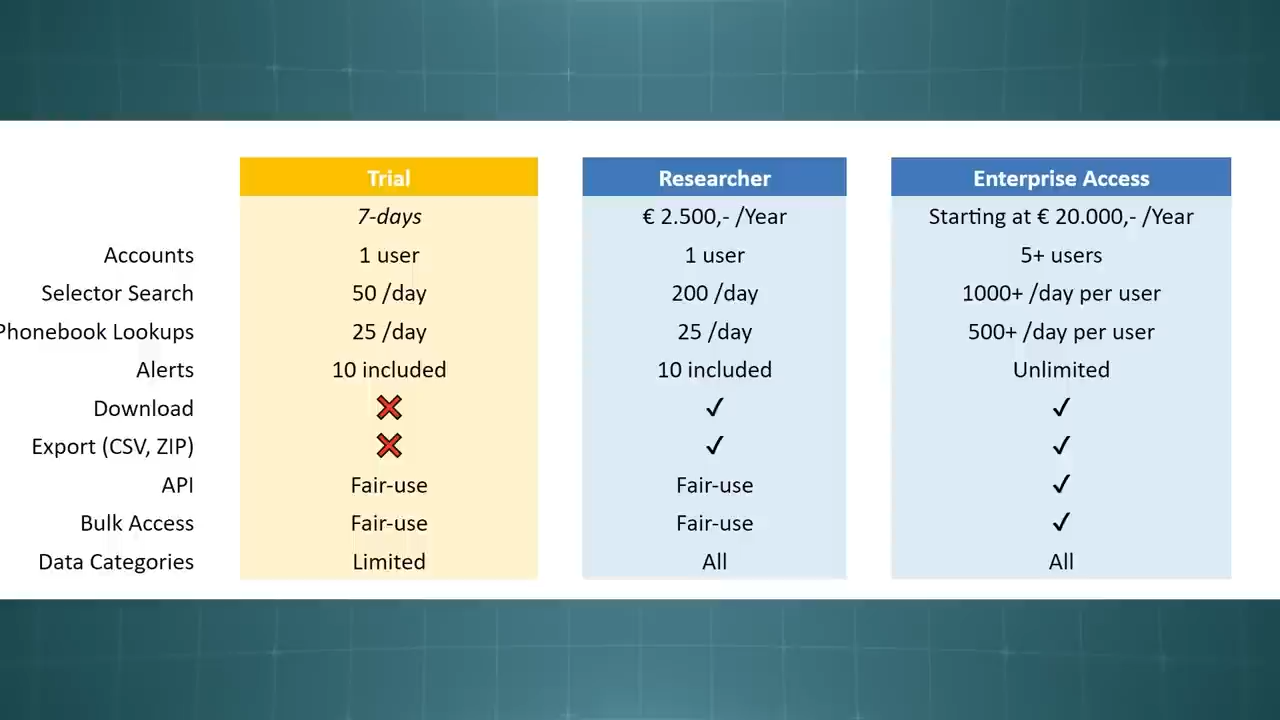 Trial Researcher Enterprise Access
7-days € 2.500,- /Year Starting at € 20.000,- /Year
Accounts 1 user 1 user 5+ users
Selector Search 50 /day 200 /day 1000+ /day per user
Phonebook Lookups 25 /day 25 /day 500+ /day per user
Alerts 10 included 10 included Unlimited
Download ❌ ✓ ✓
Export (CSV, ZIP) ❌ ✓ ✓
API Fair-use Fair-use ✓
Bulk Access Fair-use Fair-use ✓
Data Categories Limited All All